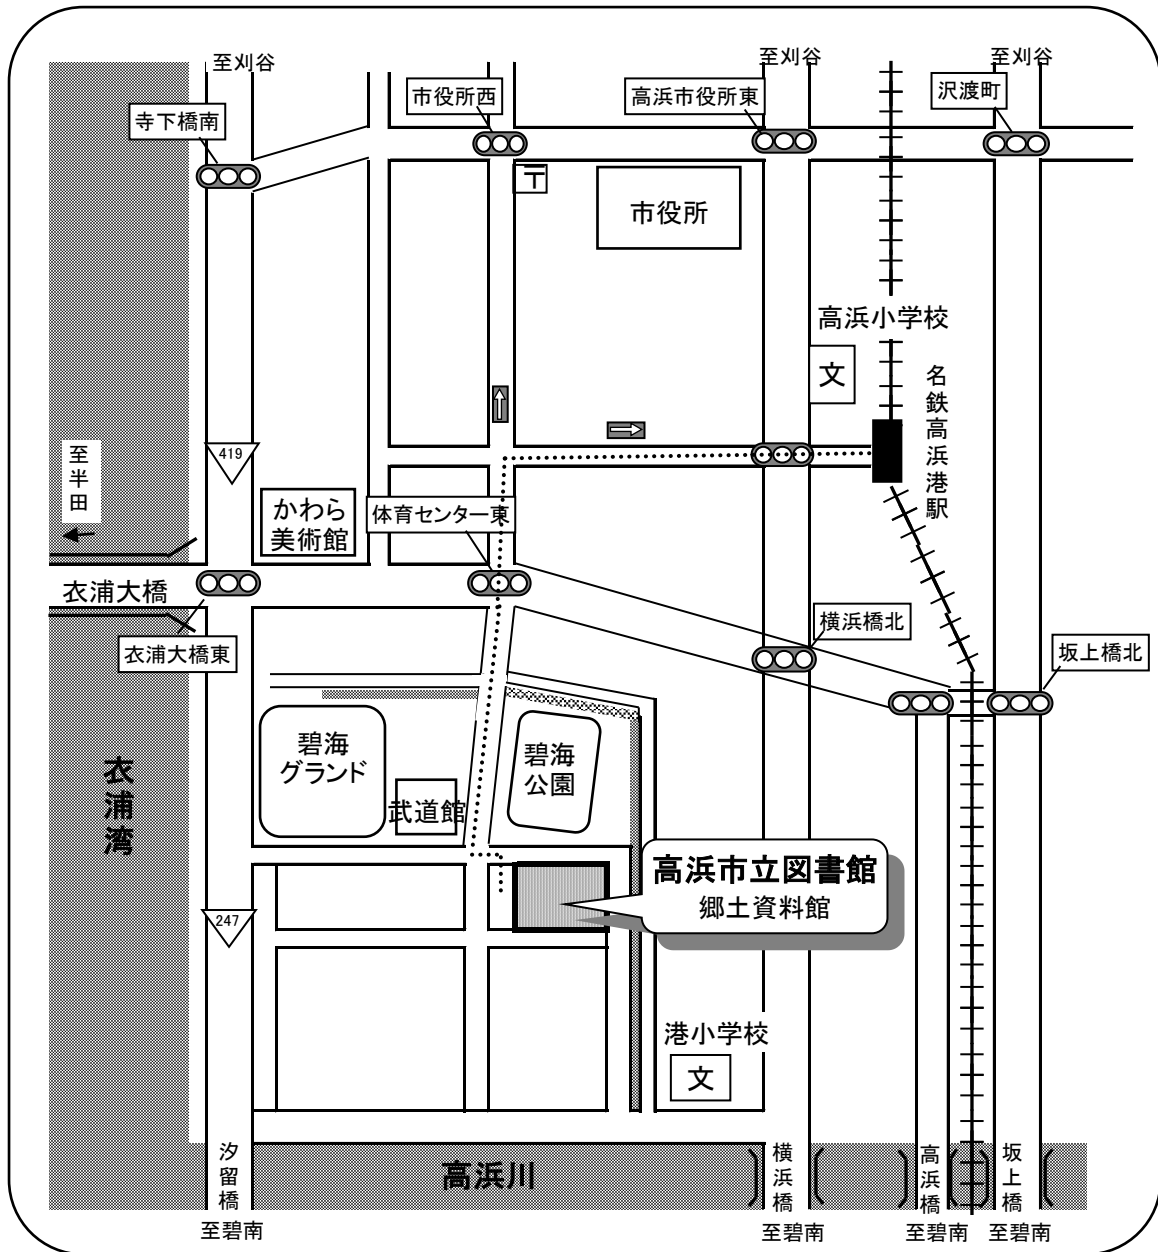 至刈谷
至刈谷
至刈谷
市役所西
高浜市役所東
沢渡町
寺下橋南
〒
市役所
高浜小学校
文
名鉄高浜港駅
419
至半田
かわら
美術館
体育センター東
衣浦大橋
衣浦大橋東
横浜橋北
坂上橋北
碧海
グランド
武道館
碧海
公園
衣浦湾
高浜市立図書館
郷土資料館
247
港小学校
文
汐留橋
高浜川
横浜橋
高浜橋
坂上橋
至碧南
至碧南
至碧南
至碧南